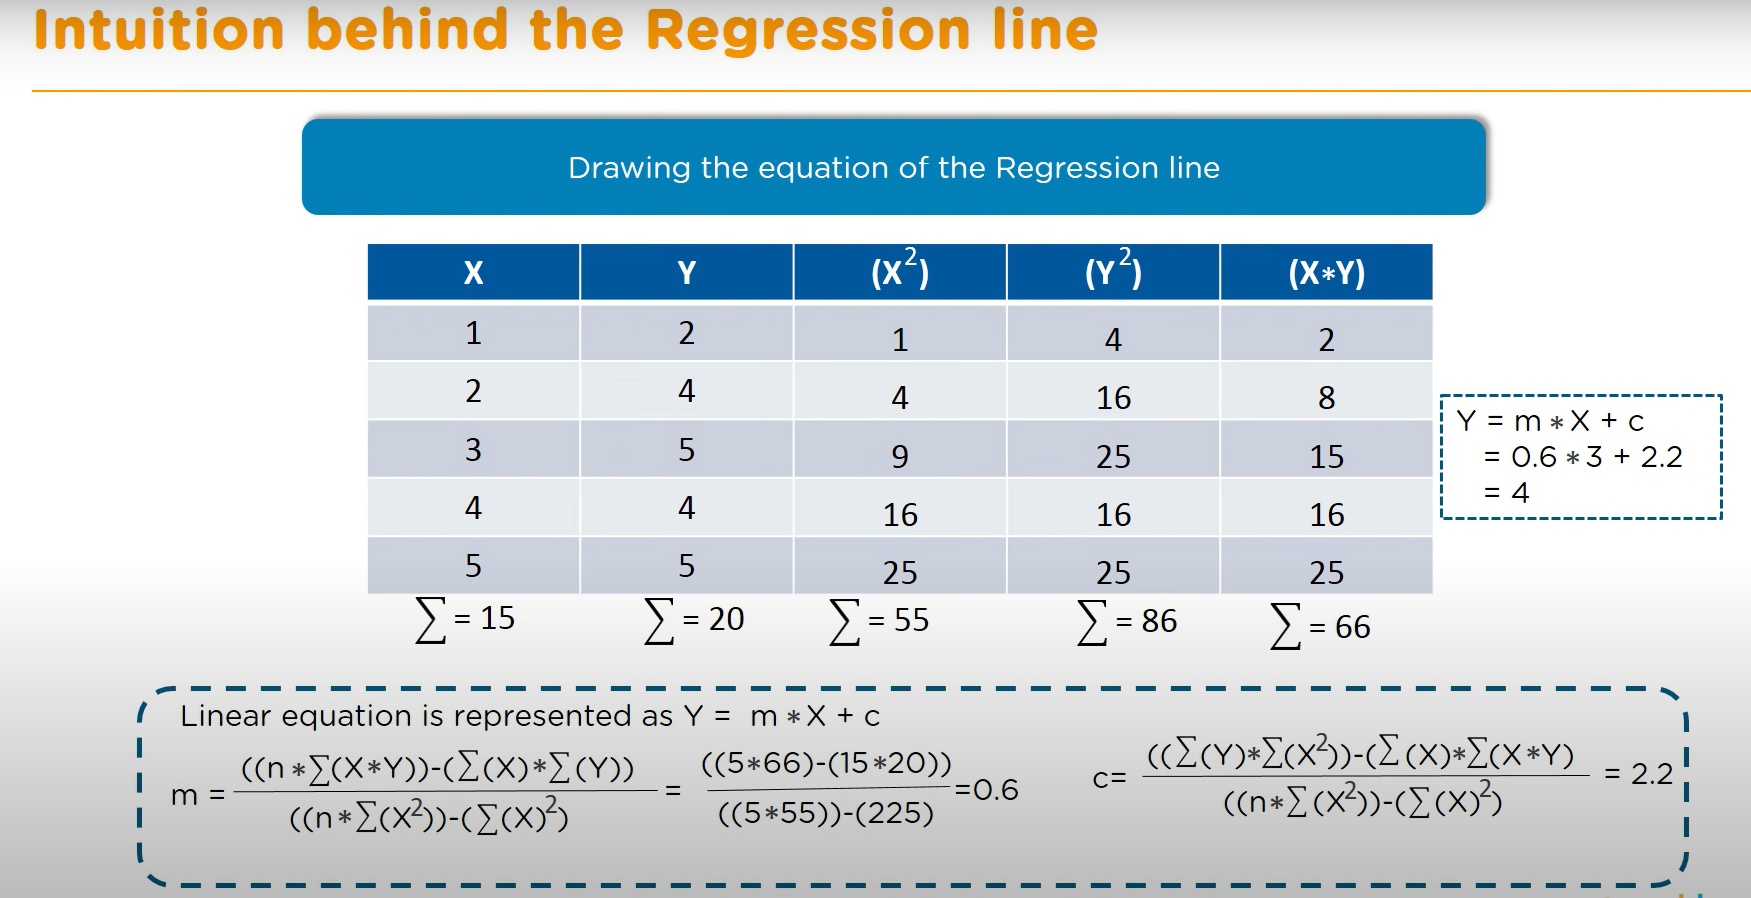 Intuition behind the Regression line
Drawing the equation of the Regression line
X Y (X²) (Y²) (X*Y)
1 2 1 4 2
2 4 4 16 8
3 5 9 25 15
4 4 16 16 16
5 5 25 25 25
∑ = 15 ∑ = 20 ∑ = 55 ∑ = 86 ∑ = 66
Y = m * X + c
= 0.6 * 3 + 2.2
= 4
Linear equation is represented as Y = m * X + c
m = ((n*∑(X*Y))-(∑(X)*∑(Y)) / ((n*∑(X²))-(∑(X)²) = ((5*66)-(15*20)) / ((5*55))-(225) =0.6
c= ((∑(Y)*∑(X²))-(∑(X)*∑(X*Y) / ((n*∑(X²))-(∑(X)²) = 2.2